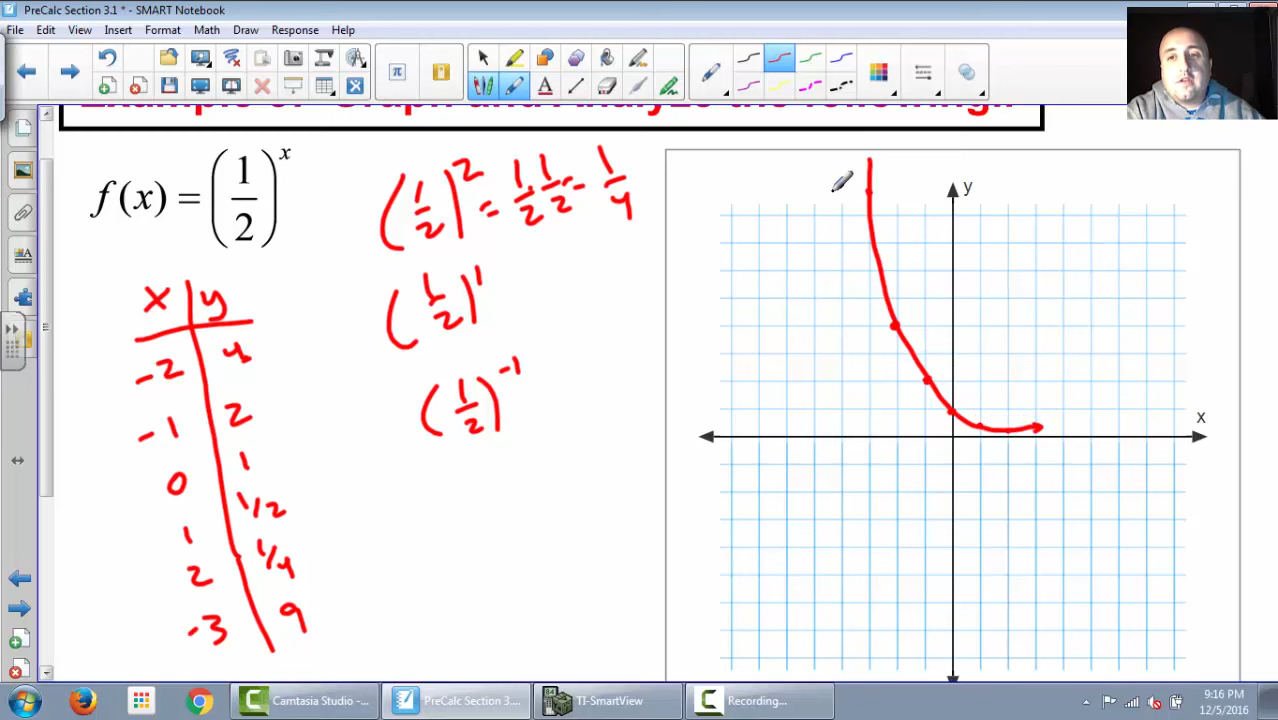 PreCalc Section 3.1 * - SMART Notebook
File Edit View Insert Format Math Draw Response Help
f(x) = (1/2)^x
(1/2)^2 = 1/2 · 1/2 = 1/4
(1/2)^1
(1/2)^-1
x y
-2 4
-1 2
0 1
1 1/2
2 1/4
-3 9
y
x
Camtasia Studio -...
PreCalc Section 3....
TI-SmartView
Recording...
9:16 PM
12/5/2016